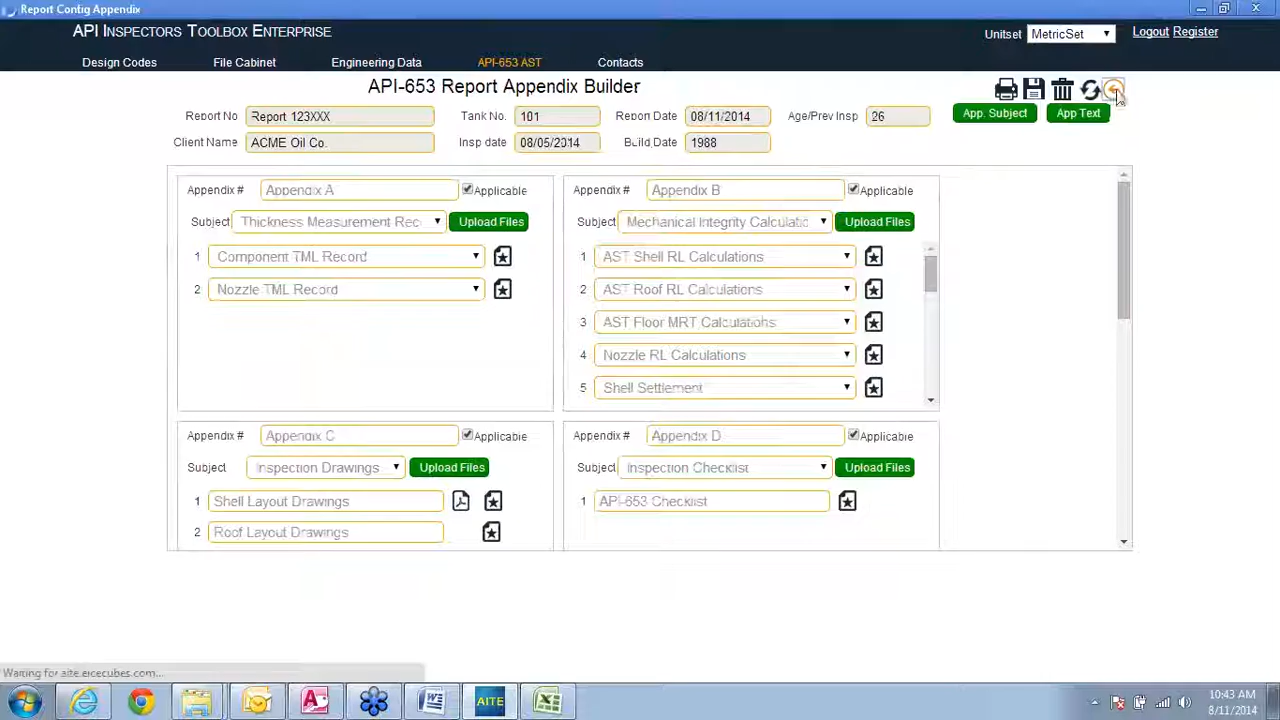 Report Config Appendix
API INSPECTORS TOOLBOX ENTERPRISE
Unitset MetricSet Logout Register
Design Codes File Cabinet Engineering Data API-653 AST Contacts
API-653 Report Appendix Builder
Report No Report 123XXX Tank No. 101 Report Date 08/11/2014 Age/Prev Insp 26 App. Subject App Text
Client Name ACME Oil Co. Insp date 08/05/2014 Build Date 1988
Appendix # Appendix A Applicable Appendix # Appendix B Applicable
Subject Thickness Measurement Rec Upload Files Subject Mechanical Integrity Calculatic Upload Files
1 Component TML Record 1 AST Shell RL Calculations
2 Nozzle TML Record 2 AST Roof RL Calculations
3 AST Floor MRT Calculations
4 Nozzle RL Calculations
5 Shell Settlement
Appendix # Appendix C Applicable Appendix # Appendix D Applicable
Subject Inspection Drawings Upload Files Subject Inspection Checklist Upload Files
1 Shell Layout Drawings 1 API-653 Checklist
2 Roof Layout Drawings
Waiting for aite.eicecubes.com...
AITE
10:43 AM
8/11/2014